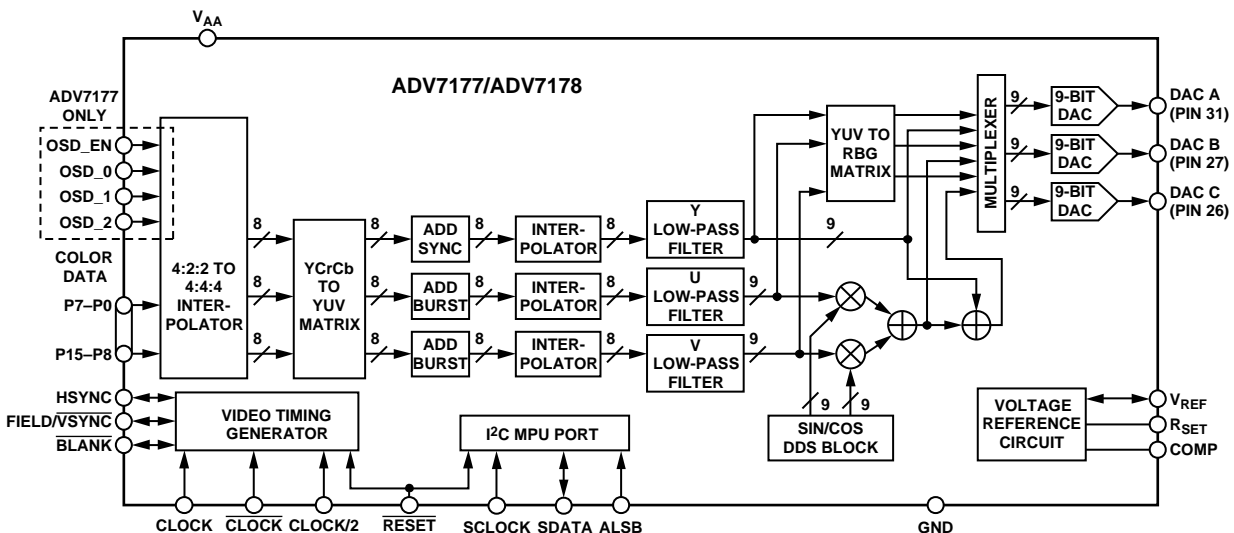 V_AA
ADV7177/ADV7178
ADV7177
ONLY
OSD_EN
OSD_0
OSD_1
OSD_2
COLOR
DATA
P7–P0
P15–P8
HSYNC
FIELD/VSYNC
BLANK
4:2:2 TO
4:4:4
INTER-
POLATOR
8
8
8
YCrCb
TO
YUV
MATRIX
8
8
8
ADD
SYNC
ADD
BURST
ADD
BURST
8
8
8
INTER-
POLATOR
INTER-
POLATOR
INTER-
POLATOR
8
8
8
Y
LOW-PASS
FILTER
U
LOW-PASS
FILTER
V
LOW-PASS
FILTER
9
9
9
YUV TO
RBG
MATRIX
MULTIPLEXER
9
9
9
9-BIT
DAC
9-BIT
DAC
9-BIT
DAC
DAC A
(PIN 31)
DAC B
(PIN 27)
DAC C
(PIN 26)
9
9
SIN/COS
DDS BLOCK
VIDEO TIMING
GENERATOR
I²C MPU PORT
VOLTAGE
REFERENCE
CIRCUIT
V_REF
R_SET
COMP
CLOCK
CLOCK
CLOCK/2
RESET
SCLOCK
SDATA
ALSB
GND